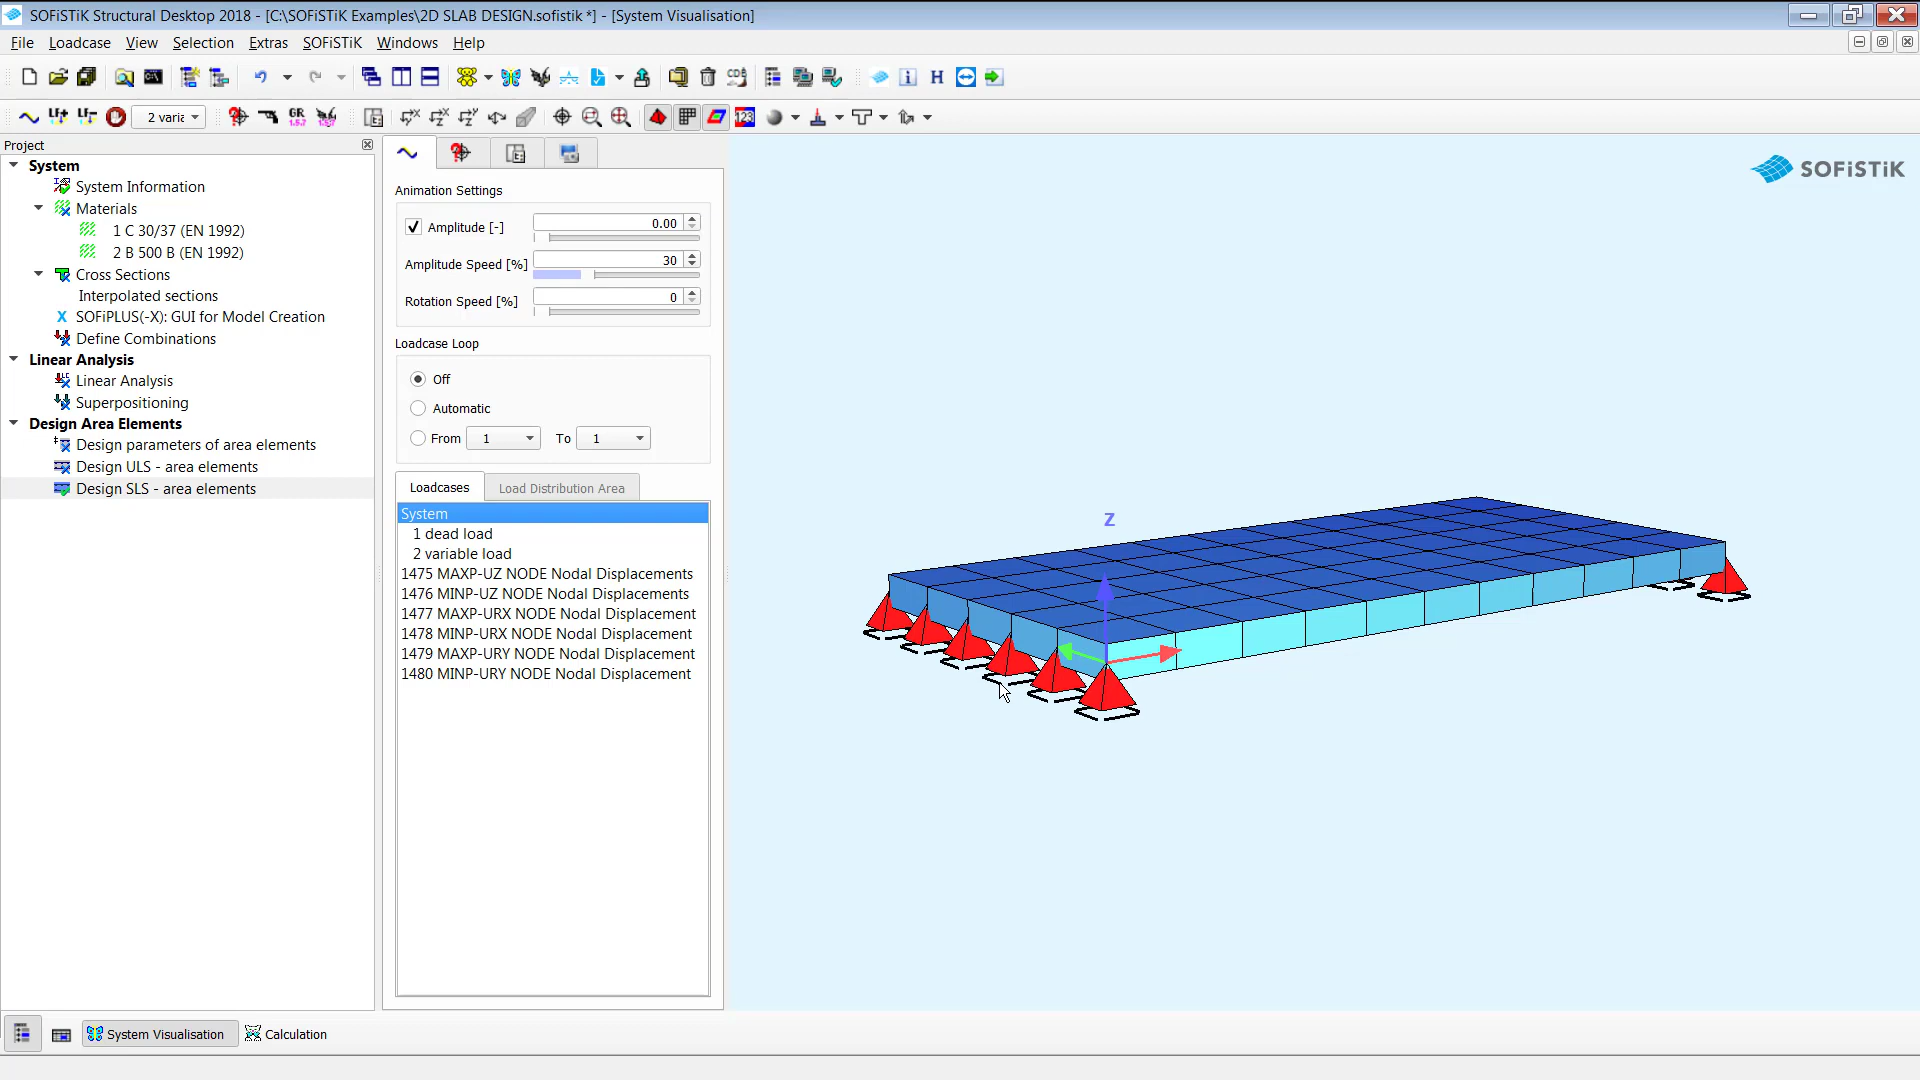 SOFiSTiK Structural Desktop 2018 - [C:\SOFiSTiK Examples\2D SLAB DESIGN.sofistik *] - [System Visualisation]
File Loadcase View Selection Extras SOFiSTiK Windows Help
LF+ LF- 2 varia GR 123
Project
System
System Information
Materials
1 C 30/37 (EN 1992)
2 B 500 B (EN 1992)
Cross Sections
Interpolated sections
X SOFiPLUS(-X): GUI for Model Creation
Define Combinations
Linear Analysis
Linear Analysis
Superpositioning
Design Area Elements
Design parameters of area elements
Design ULS - area elements
Design SLS - area elements
Animation Settings
Amplitude [-] 0.00
Amplitude Speed [%] 30
Rotation Speed [%] 0
Loadcase Loop
Off
Automatic
From 1 To 1
Loadcases Load Distribution Area
System
1 dead load
2 variable load
1475 MAXP-UZ NODE Nodal Displacements
1476 MINP-UZ NODE Nodal Displacements
1477 MAXP-URX NODE Nodal Displacement
1478 MINP-URX NODE Nodal Displacement
1479 MAXP-URY NODE Nodal Displacement
1480 MINP-URY NODE Nodal Displacement
SOFiSTiK
Z
System Visualisation Calculation